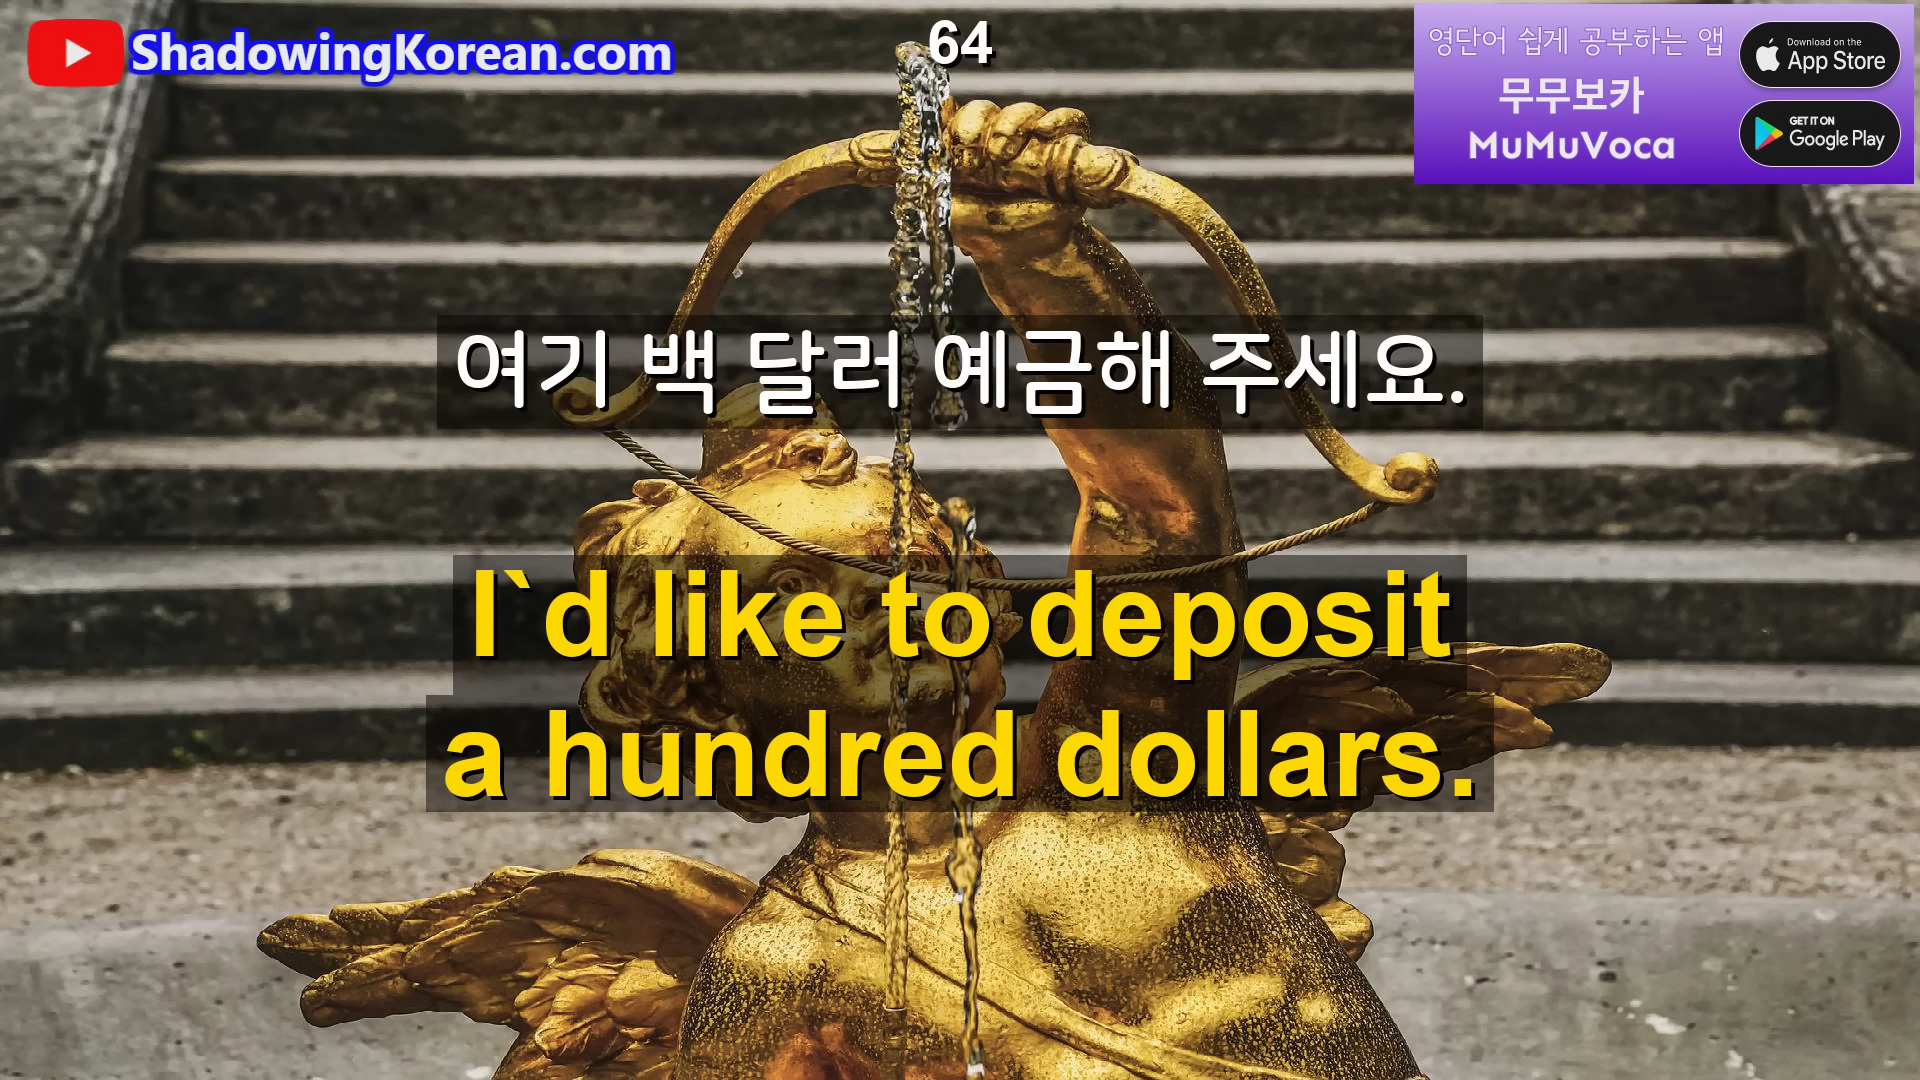 ShadowingKorean.com
64
영단어 쉽게 공부하는 앱
무무보카
MuMuVoca
Download on the
App Store
GET IT ON
Google Play
여기 백 달러 예금해 주세요.
I`d like to deposit
a hundred dollars.